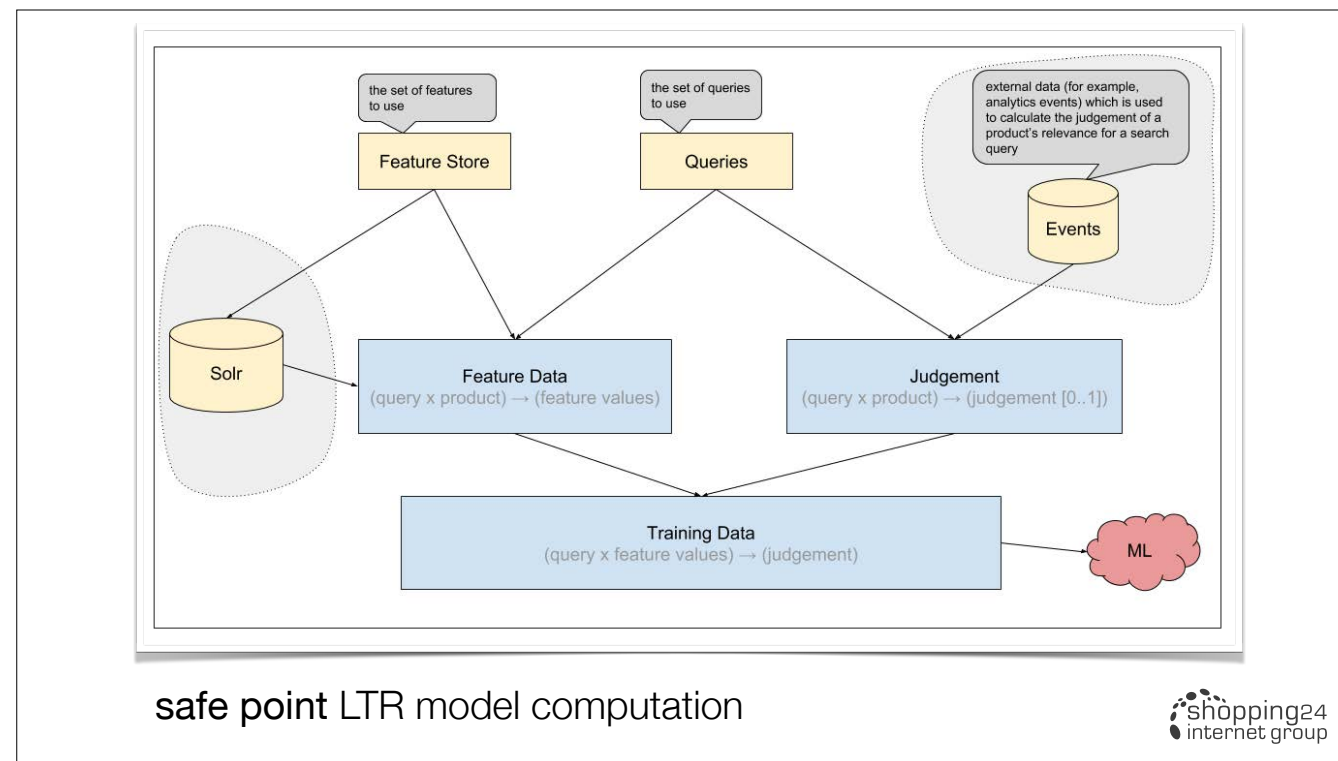 the set of features
to use
the set of queries
to use
external data (for example,
analytics events) which is used
to calculate the judgement of a
product's relevance for a search
query
Feature Store
Queries
Events
Solr
Feature Data
(query x product) → (feature values)
Judgement
(query x product) → (judgement [0..1])
Training Data
(query x feature values) → (judgement)
ML
safe point LTR model computation
shopping24
internet group